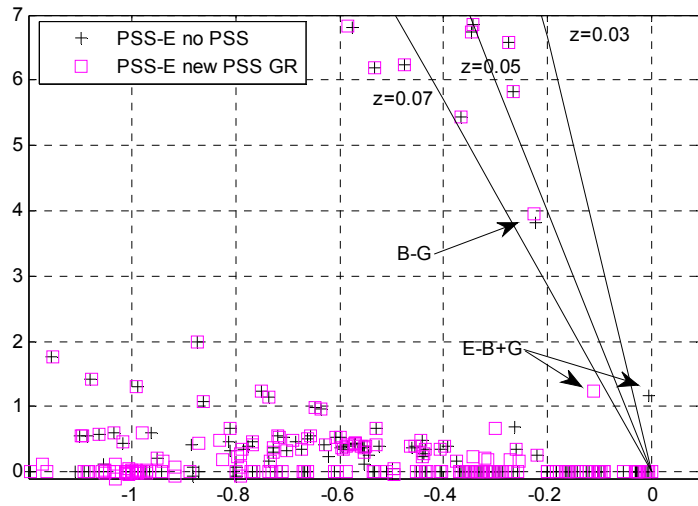 7
6
5
4
3
2
1
0
PSS-E no PSS
PSS-E new PSS GR
z=0.03
z=0.05
z=0.07
B-G
E-B+G
-1 -0.8 -0.6 -0.4 -0.2 0